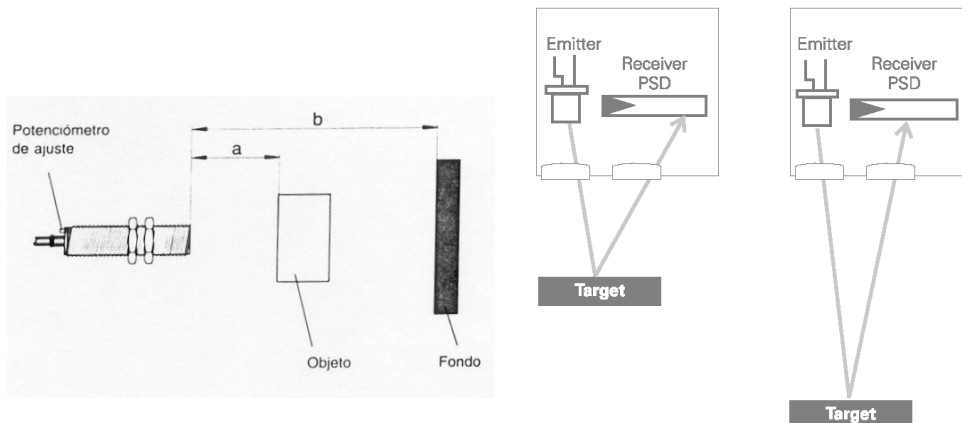 Potenciómetro
de ajuste
b
a
Objeto
Fondo
Emitter
Receiver
PSD
Target
Emitter
Receiver
PSD
Target